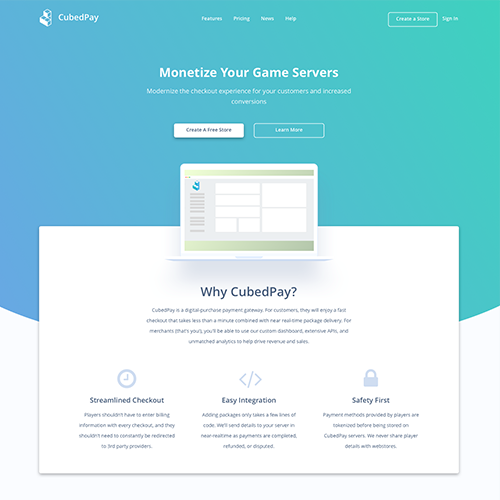 CubedPay
Features Pricing News Help
Create a Store Sign In
Monetize Your Game Servers
Modernize the checkout experience for your customers and increased
conversions
Create A Free Store Learn More
Why CubedPay?
CubedPay is a digital-purchase payment gateway. For customers, they will enjoy a fast
checkout that takes less than a minute combined with near real-time package delivery. For
merchants (that's you!), you'll be able to use our custom dashboard, extensive APIs, and
unmatched analytics to help drive revenue and sales.
Streamlined Checkout
Players shouldn't have to enter billing
information with every checkout, and they
shouldn't need to constantly be redirected
to 3rd party providers.
Easy Integration
Adding packages only takes a few lines of
code. We'll send details to your server in
near-realtime as payments are completed,
refunded, or disputed.
Safety First
Payment methods provided by players are
tokenized before being stored on
CubedPay servers. We never share player
details with webstores.